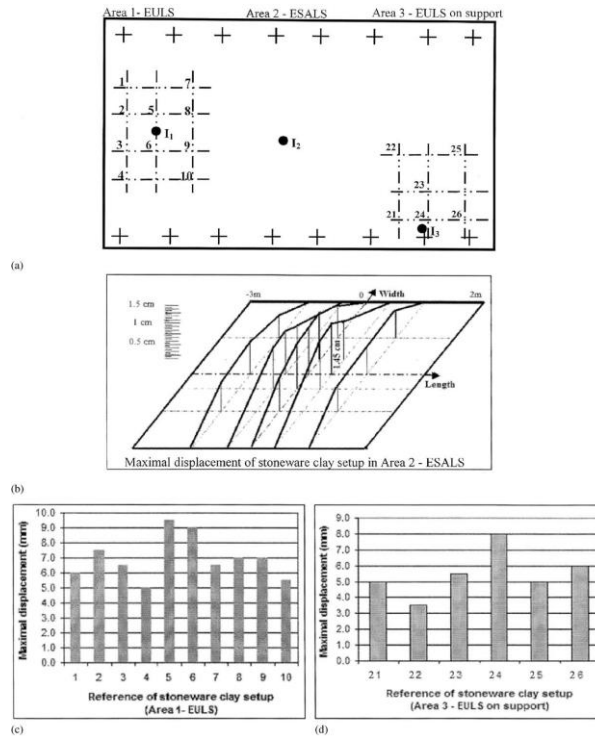 Area 1- EULS
Area 2 - ESALS
Area 3 - EULS on support
1
7
2
5
8
I1
3
6
9
4
10
I2
22
25
23
21
24
26
I3
(a)
-3m
0
Width
2m
1.5 cm
1 cm
0.5 cm
1.45 cm
Length
Maximal displacement of stoneware clay setup in Area 2 - ESALS
(b)
Maximal displacement (mm)
10.0
9.0
8.0
7.0
6.0
5.0
4.0
3.0
2.0
1.0
0.0
1 2 3 4 5 6 7 8 9 10
Reference of stoneware clay setup
(Area 1- EULS)
(c)
Maximal displacement (mm)
9.0
8.0
7.0
6.0
5.0
4.0
3.0
2.0
1.0
0.0
21 22 23 24 25 26
Reference of stoneware clay setup
(Area 3 - EULS on support)
(d)